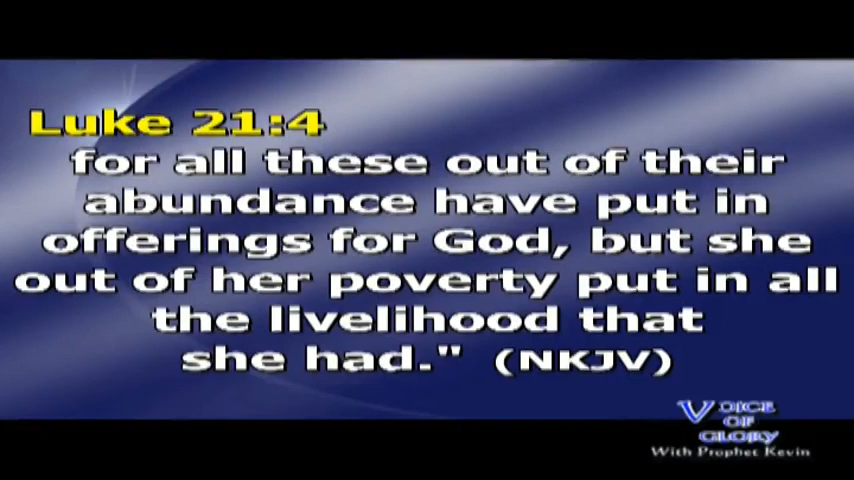 Luke 21:4
for all these out of their
abundance have put in
offerings for God, but she
out of her poverty put in all
the livelihood that
she had." (NKJV)
VOICE
OF
GLORY
With Prophet Kevin